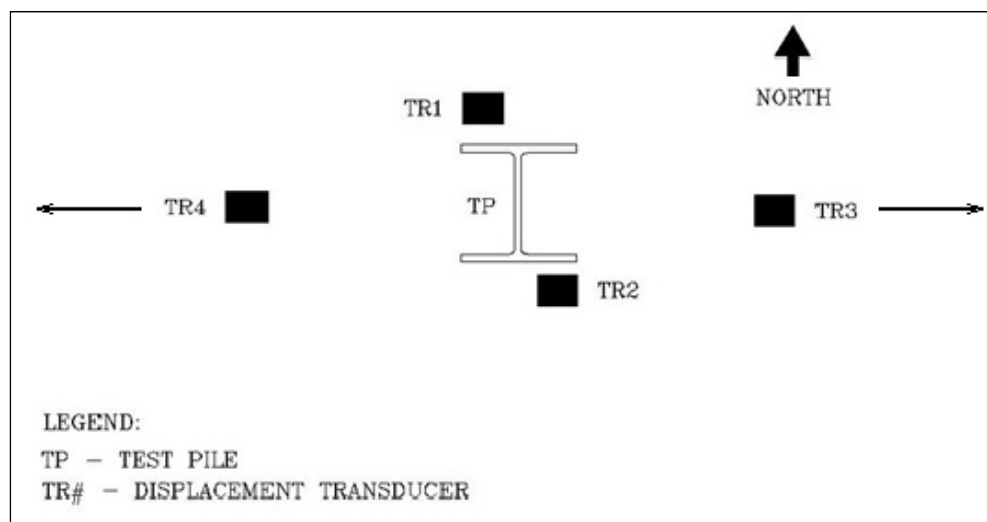 TR1
NORTH
TR4
TP
TR3
TR2
LEGEND:
TP – TEST PILE
TR# – DISPLACEMENT TRANSDUCER